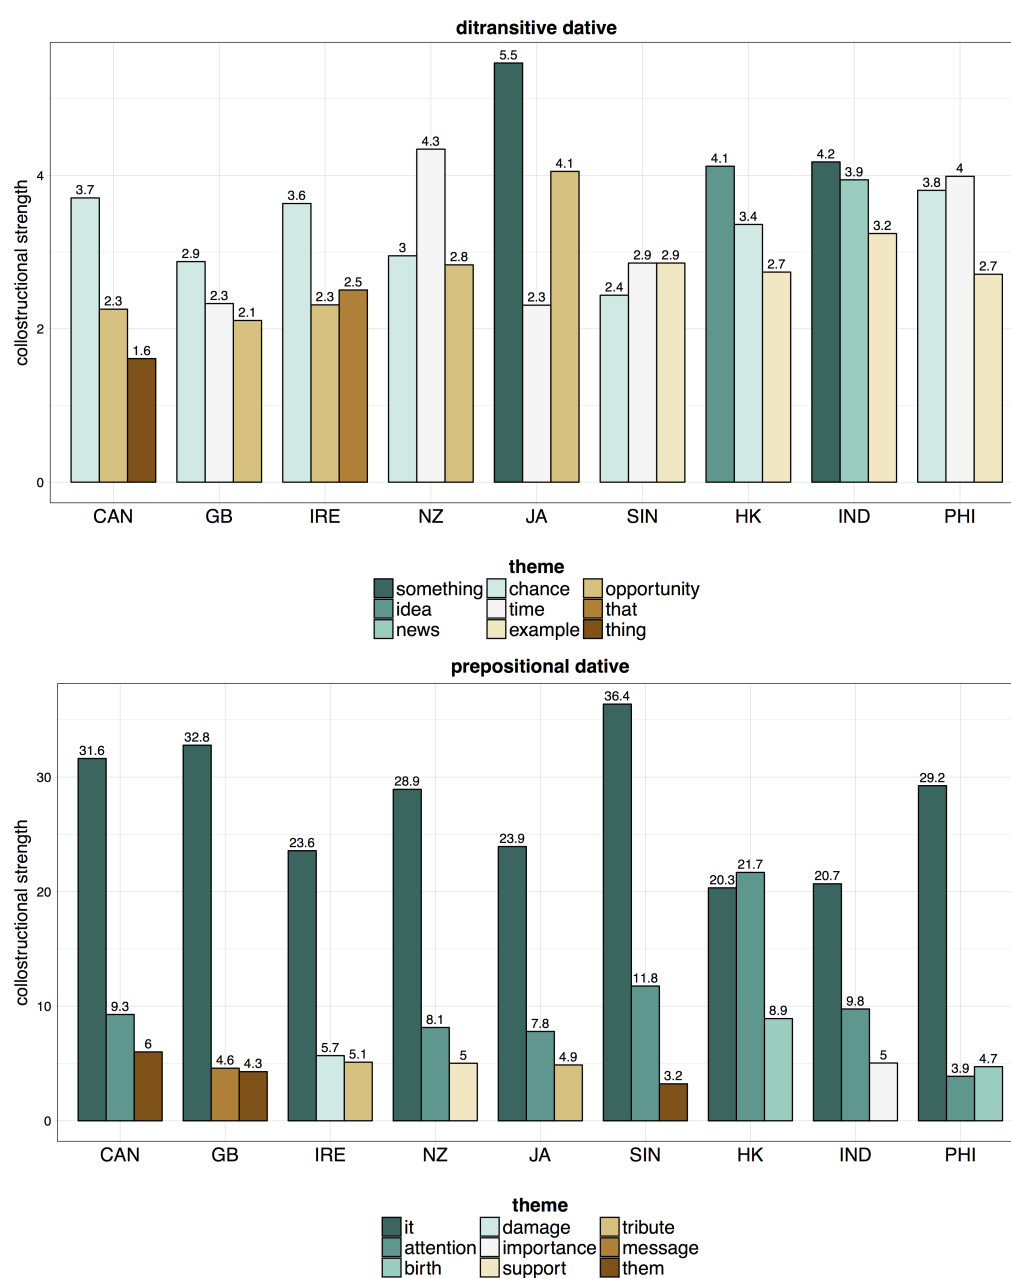 ditransitive dative
collostructional strength
4
2
0
3.7 2.3 1.6 2.9 2.3 2.1 3.6 2.3 2.5 3 4.3 2.8 5.5 2.3 4.1 2.4 2.9 2.9 4.1 3.4 2.7 4.2 3.9 3.2 3.8 4 2.7
CAN GB IRE NZ JA SIN HK IND PHI
theme
something chance opportunity
idea time that
news example thing
prepositional dative
collostructional strength
30
20
10
0
31.6 9.3 6 32.8 4.6 4.3 23.6 5.7 5.1 28.9 8.1 5 23.9 7.8 4.9 36.4 11.8 3.2 20.3 21.7 8.9 20.7 9.8 5 29.2 3.9 4.7
CAN GB IRE NZ JA SIN HK IND PHI
theme
it damage tribute
attention importance message
birth support them